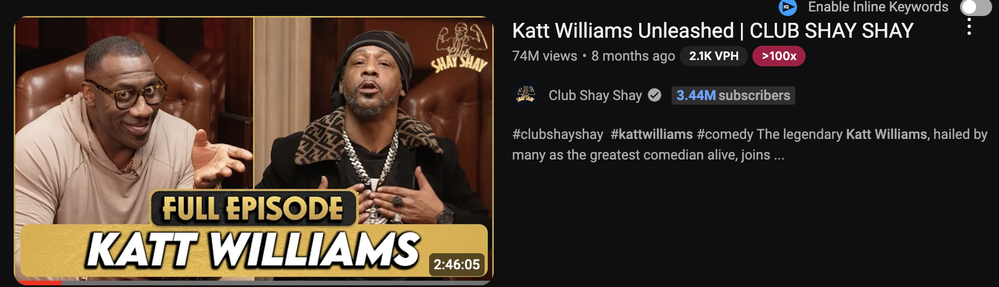 IQ
Enable Inline Keywords
Katt Williams Unleashed | CLUB SHAY SHAY
74M views • 8 months ago 2.1K VPH >100x
Club Shay Shay 3.44M subscribers
#clubshayshay #kattwilliams #comedy The legendary Katt Williams, hailed by
many as the greatest comedian alive, joins ...
Club
SHAY SHAY
FULL EPISODE
KATT WILLIAMS
2:46:05